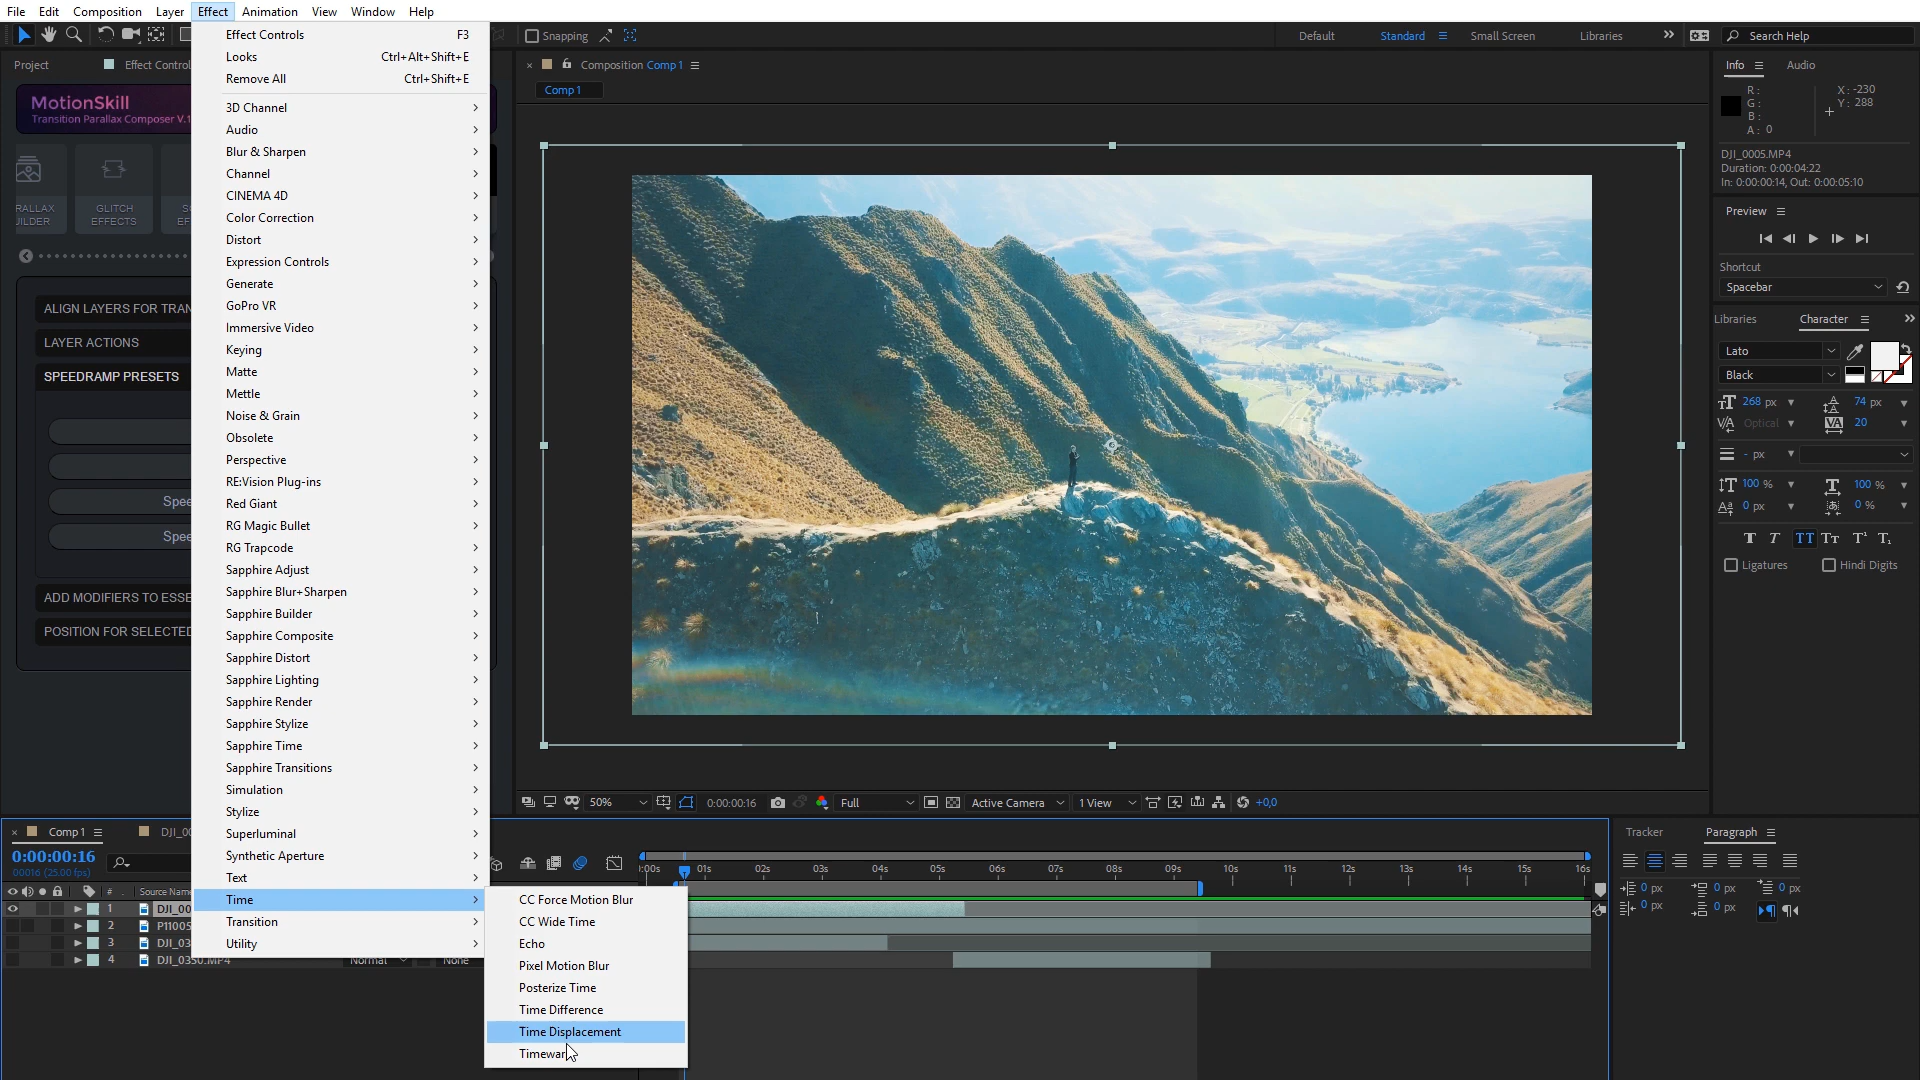 File Edit Composition Layer Effect Animation View Window Help
Snapping
Default Standard Small Screen Libraries
Search Help
Project Effect Control
MotionSkill
Transition Parallax Composer V.1
GLITCH
EFFECTS
ALIGN LAYERS FOR TRAN
LAYER ACTIONS
SPEEDRAMP PRESETS
Spee
Spee
ADD MODIFIERS TO ESSE
POSITION FOR SELECTED
Effect Controls F3
Looks Ctrl+Alt+Shift+E
Remove All Ctrl+Shift+E
3D Channel
Audio
Blur & Sharpen
Channel
CINEMA 4D
Color Correction
Distort
Expression Controls
Generate
GoPro VR
Immersive Video
Keying
Matte
Mettle
Noise & Grain
Obsolete
Perspective
RE:Vision Plug-ins
Red Giant
RG Magic Bullet
RG Trapcode
Sapphire Adjust
Sapphire Blur+Sharpen
Sapphire Builder
Sapphire Composite
Sapphire Distort
Sapphire Lighting
Sapphire Render
Sapphire Stylize
Sapphire Time
Sapphire Transitions
Simulation
Stylize
Superluminal
Synthetic Aperture
Text
Time
Transition
Utility
CC Force Motion Blur
CC Wide Time
Echo
Pixel Motion Blur
Posterize Time
Time Difference
Time Displacement
Timewar
Composition Comp 1
Comp 1
50% 0:00:00:16 Full Active Camera 1 View +0,0
Info Audio
R :
G :
B :
A : 0
X : -230
Y : 288
DJI_0005.MP4
Duration: 0:00:04:22
In: 0:00:00:14, Out: 0:00:05:10
Preview
Shortcut
Spacebar
Libraries Character
Lato
Black
268 px 74 px
Optical 20
- px
100 % 100 %
0 px 0 %
Ligatures Hindi Digits
Comp 1 DJI_00
0:00:00:16
00016 (25.00 fps)
# Source Name
1 DJI_00
2 P11005
3 DJI_03
4 DJI_0350.MP4 Normal None
:00s 01s 02s 03s 04s 05s 06s 07s 08s 09s 10s 11s 12s 13s 14s 15s 16s
Tracker Paragraph
0 px 0 px 0 px
0 px 0 px